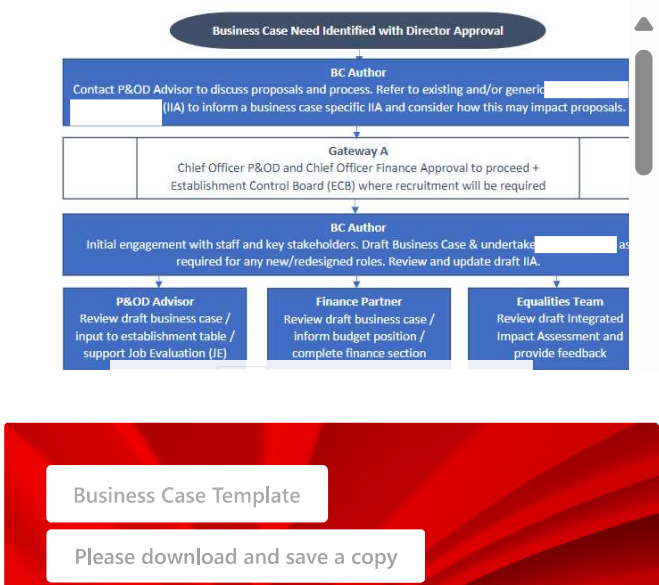 Business Case Need Identified with Director Approval
BC Author
Contact P&OD Advisor to discuss proposals and process. Refer to existing and/or generic
(IIA) to inform a business case specific IIA and consider how this may impact proposals.
Gateway A
Chief Officer P&OD and Chief Officer Finance Approval to proceed +
Establishment Control Board (ECB) where recruitment will be required
BC Author
Initial engagement with staff and key stakeholders. Draft Business Case & undertake as
required for any new/redesigned roles. Review and update draft IIA.
P&OD Advisor
Review draft business case /
input to establishment table /
support Job Evaluation (JE)
Finance Partner
Review draft business case /
inform budget position /
complete finance section
Equalities Team
Review draft Integrated
Impact Assessment and
provide feedback
Business Case Template
Please download and save a copy